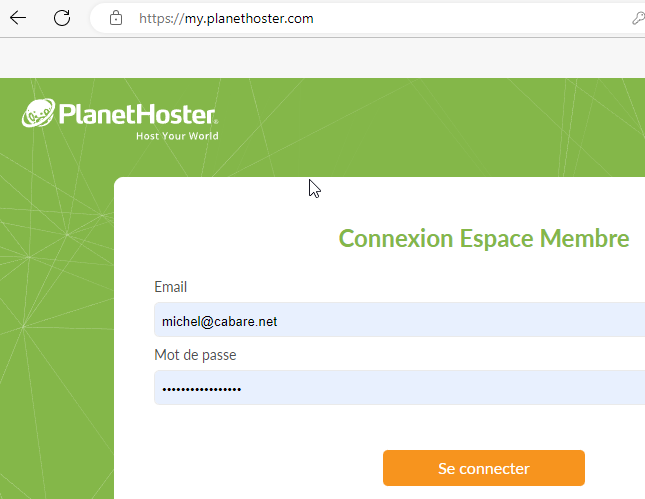 https://my.planethoster.com
PlanetHoster®
Host Your World
Connexion Espace Membre
Email
michel@cabare.net
Mot de passe
•••••••••••••••••
Se connecter